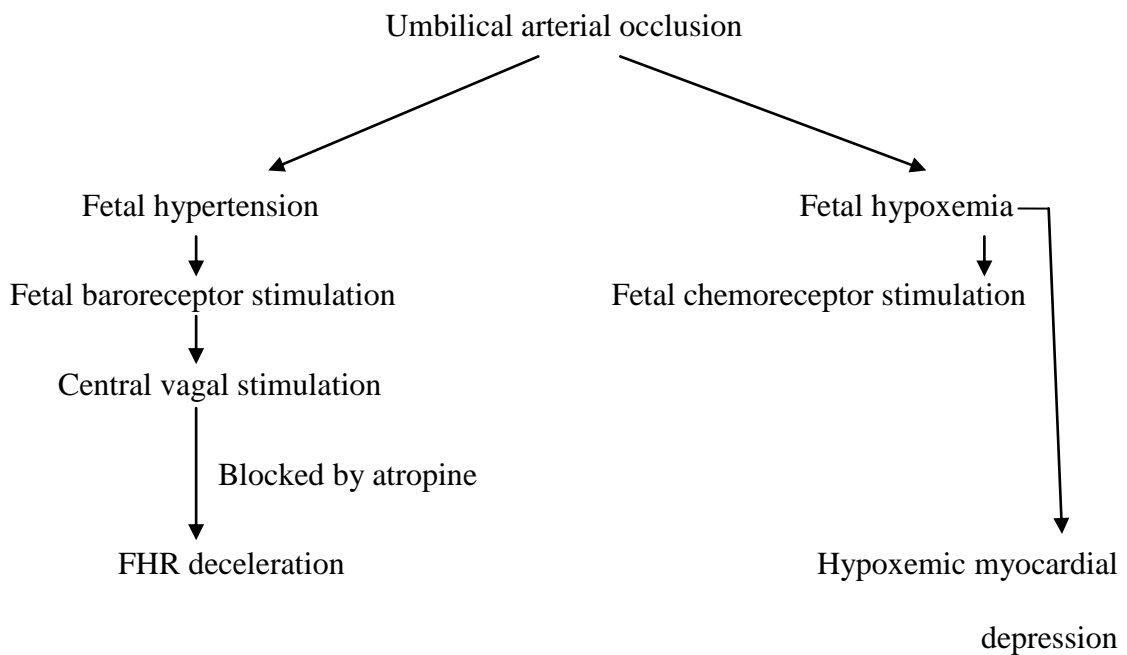 Umbilical arterial occlusion
Fetal hypertension
Fetal hypoxemia
Fetal baroreceptor stimulation
Fetal chemoreceptor stimulation
Central vagal stimulation
Blocked by atropine
FHR deceleration
Hypoxemic myocardial
depression